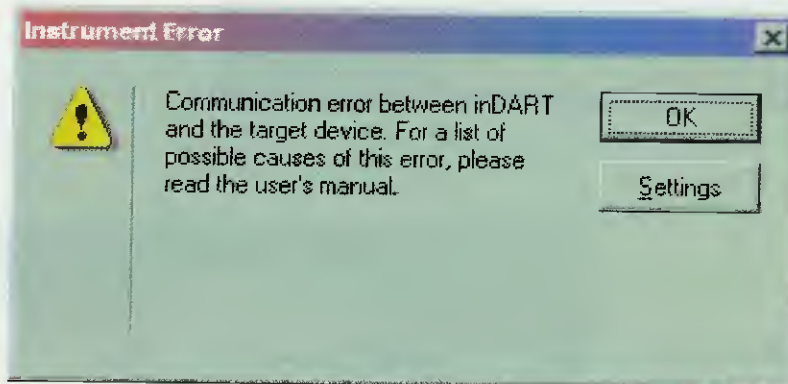 Instrument Error
Communication error between inDART
and the target device. For a list of
possible causes of this error, please
read the user's manual.
OK
Settings